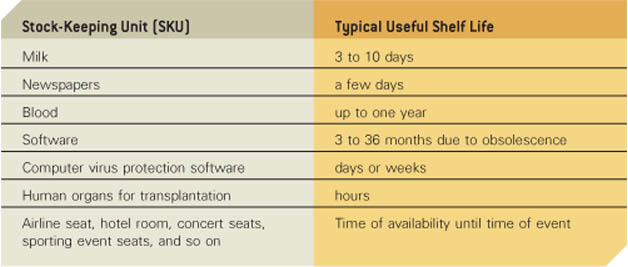 Stock-Keeping Unit (SKU) Typical Useful Shelf Life
Milk 3 to 10 days
Newspapers a few days
Blood up to one year
Software 3 to 36 months due to obsolescence
Computer virus protection software days or weeks
Human organs for transplantation hours
Airline seat, hotel room, concert seats, Time of availability until time of event
sporting event seats, and so on